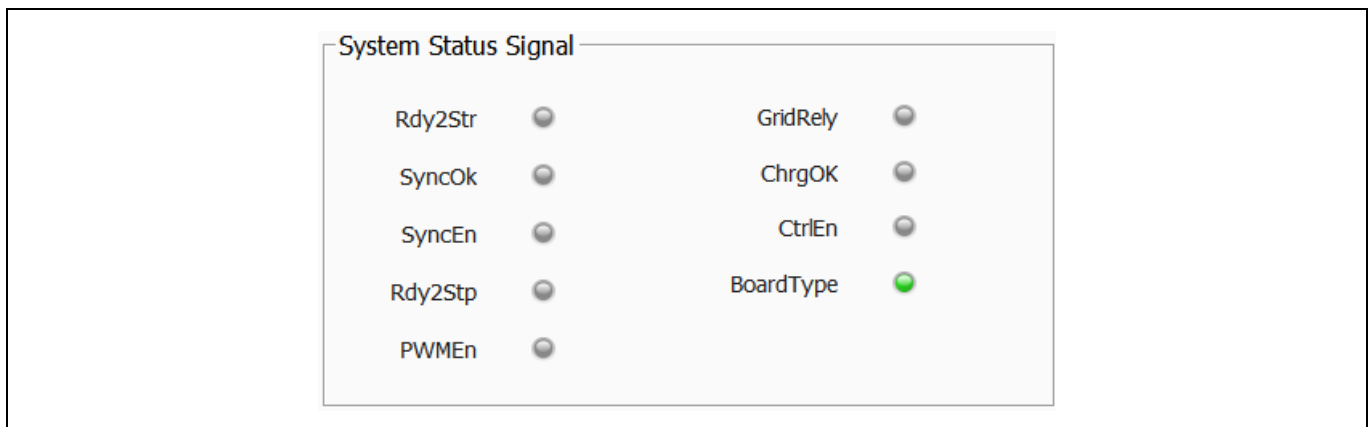 System Status Signal
Rdy2Str
GridRely
SyncOk
ChrgOK
SyncEn
CtrlEn
Rdy2Stp
BoardType
PWMEn